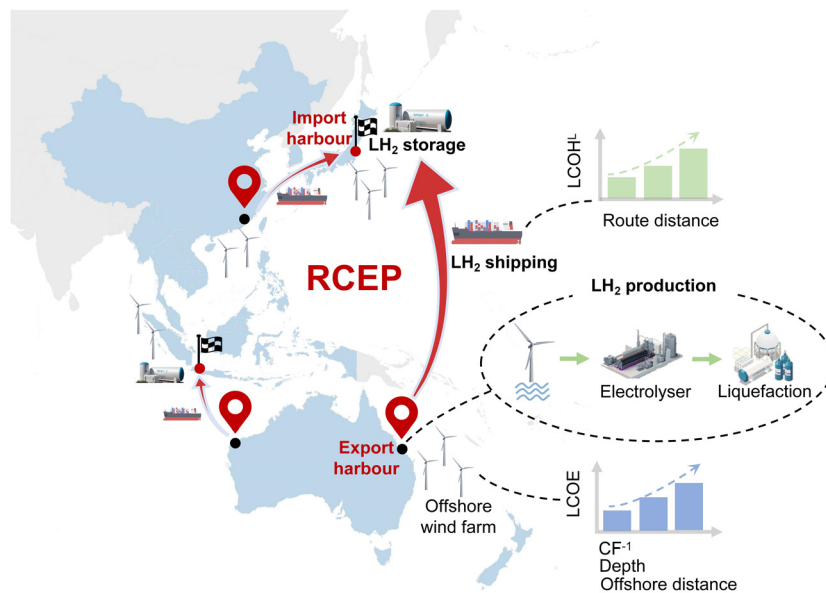 Import
harbour
LH₂ storage
LCOHᴸ
Route distance
LH₂ shipping
RCEP
LH₂ production
Electrolyser
Liquefaction
Export
harbour
Offshore
wind farm
LCOE
CF⁻¹
Depth
Offshore distance